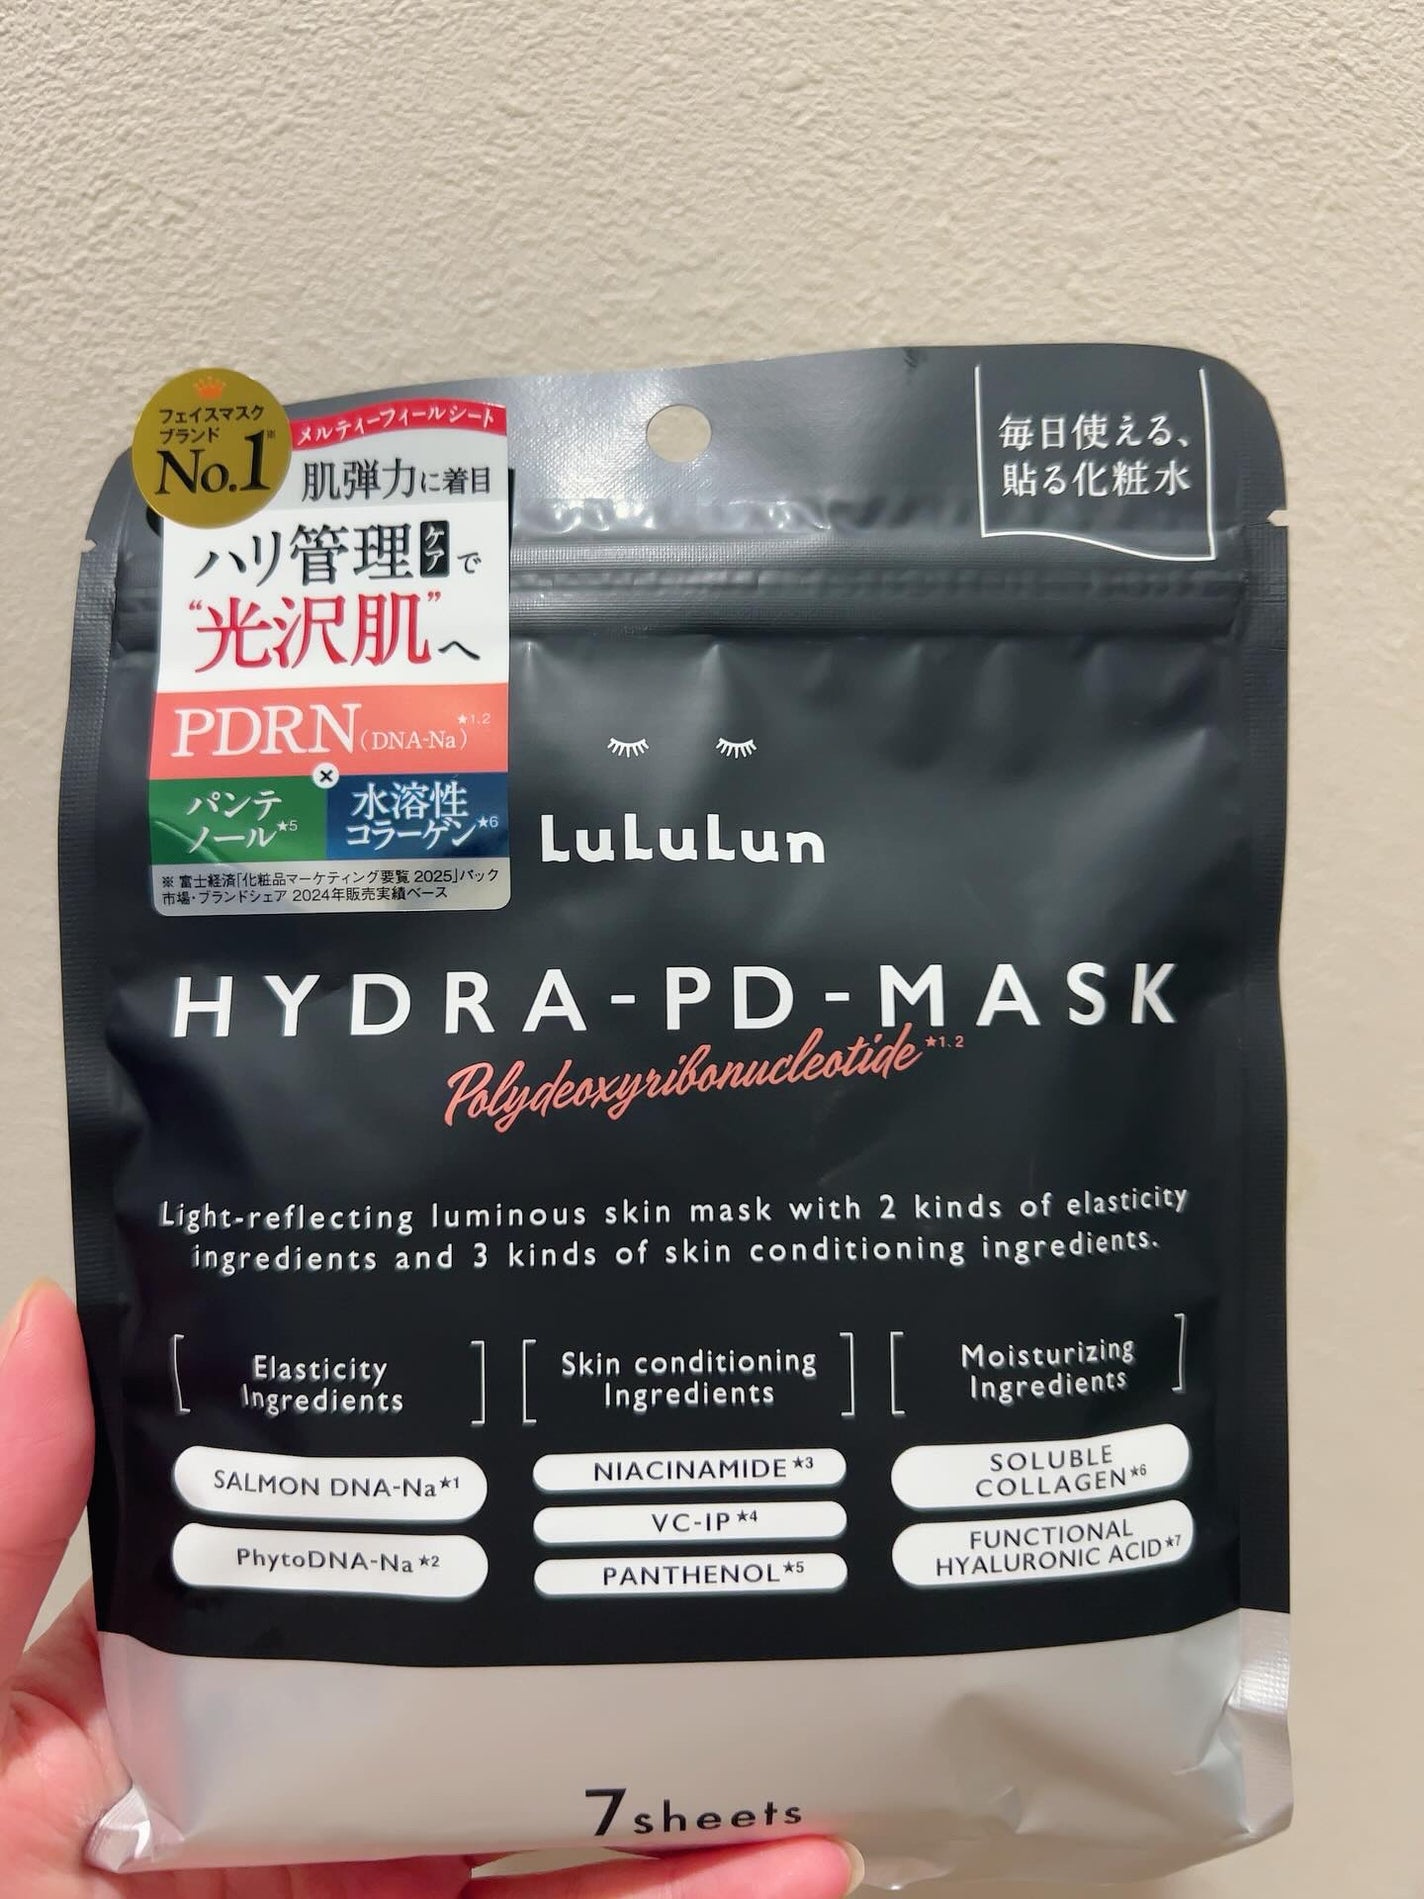 フェイスマスク
ブランド
No.1※
メルティーフィールシート
肌弾力に着目
ハリ管理ケアで
“光沢肌”へ
PDRN(DNA-Na)★1,2
×
パンテ
ノール★5
水溶性
コラーゲン★6
※ 富士経済「化粧品マーケティング要覧 2025」パック
市場・ブランドシェア 2024年販売実績ベース
毎日使える、
貼る化粧水
LuLuLun
HYDRA-PD-MASK
Polydeoxyribonucleotide★1,2
Light-reflecting luminous skin mask with 2 kinds of elasticity
ingredients and 3 kinds of skin conditioning ingredients.
Elasticity
Ingredients
SALMON DNA-Na★1
PhytoDNA-Na★2
Skin conditioning
Ingredients
NIACINAMIDE★3
VC-IP★4
PANTHENOL★5
Moisturizing
Ingredients
SOLUBLE
COLLAGEN★6
FUNCTIONAL
HYALURONIC ACID★7
7sheets